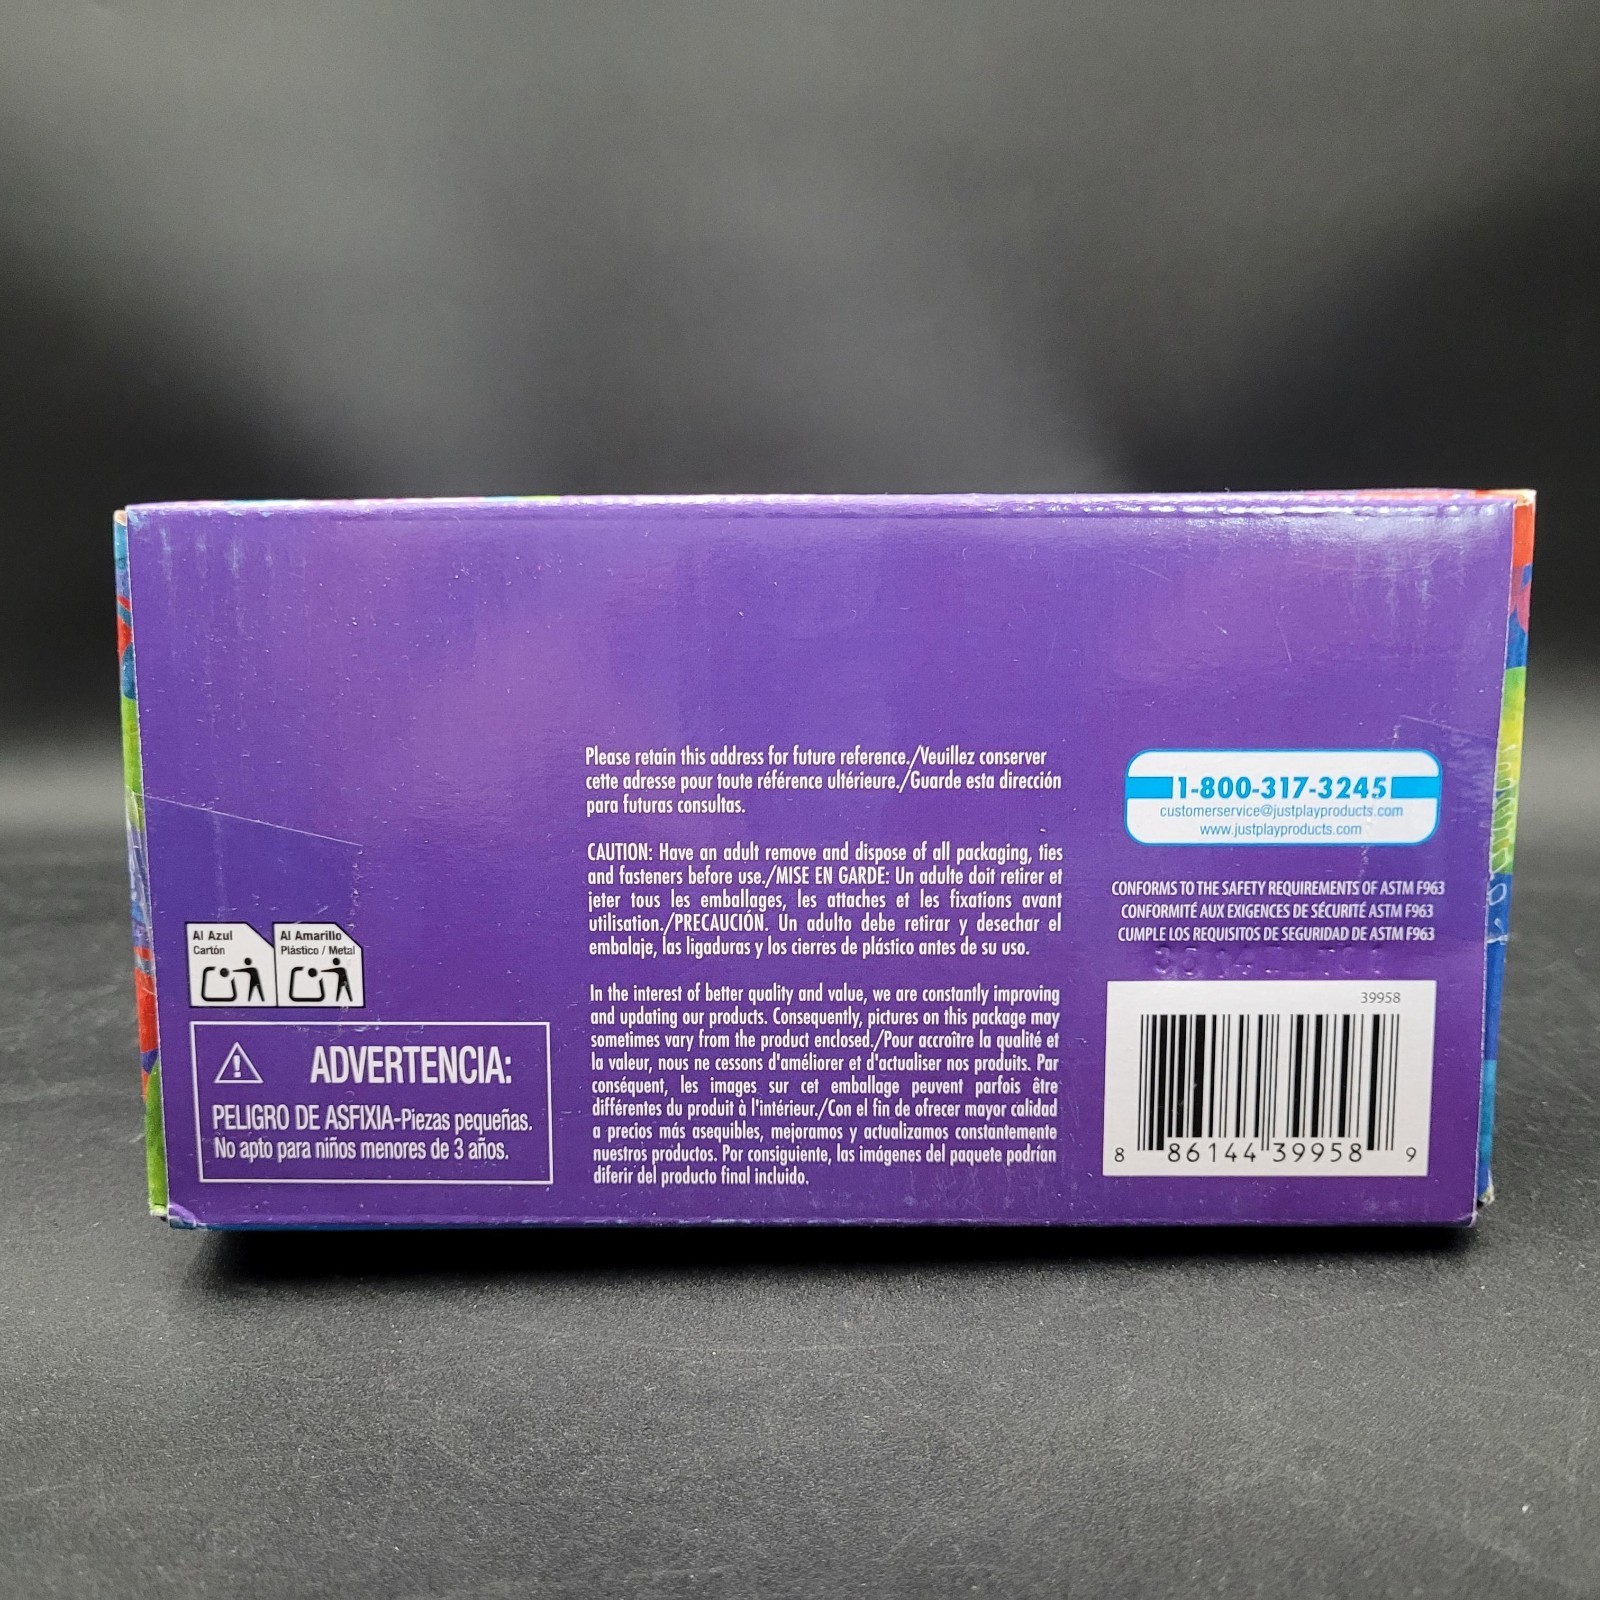 Please retain this address for future reference./Veuillez conserver
cette adresse pour toute référence ultérieure./Guarde esta dirección
para futuras consultas.
CAUTION: Have an adult remove and dispose of all packaging, ties
and fasteners before use./MISE EN GARDE: Un adulte doit retirer et
jeter tous les emballages, les attaches et les fixations avant
utilisation./PRECAUCIÓN. Un adulto debe retirar y desechar el
embalaje, las ligaduras y los cierres de plástico antes de su uso.
In the interest of better quality and value, we are constantly improving
and updating our products. Consequently, pictures on this package may
sometimes vary from the product enclosed./Pour accroître la qualité et
la valeur, nous ne cessons d'améliorer et d'actualiser nos produits. Par
conséquent, les images sur cet emballage peuvent parfois être
différentes du produit à l'intérieur./Con el fin de ofrecer mayor calidad
a precios más asequibles, mejoramos y actualizamos constantemente
nuestros productos. Por consiguiente, las imágenes del paquete podrían
diferir del producto final incluido.
Al Azul
Cartón
Al Amarillo
Plástico / Metal
ADVERTENCIA:
PELIGRO DE ASFIXIA-Piezas pequeñas.
No apto para niños menores de 3 años.
1-800-317-3245
customerservice@justplayproducts.com
www.justplayproducts.com
CONFORMS TO THE SAFETY REQUIREMENTS OF ASTM F963
CONFORMITÉ AUX EXIGENCES DE SÉCURITÉ ASTM F963
CUMPLE LOS REQUISITOS DE SEGURIDAD DE ASTM F963
39958
8 86144 39958 9